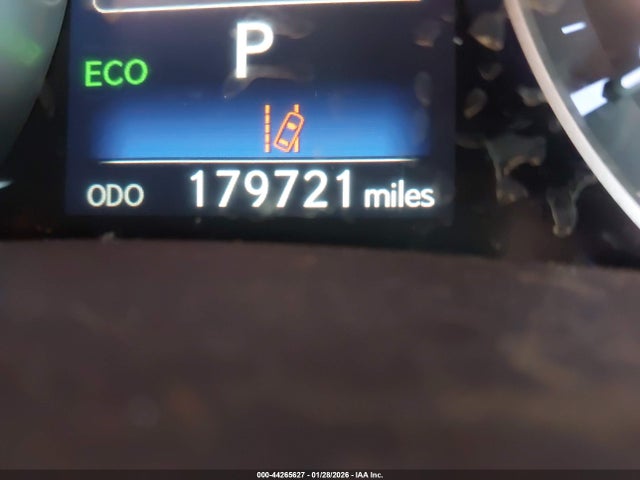 P
ECO
ODO 179721 miles
000-44265627 - 01/28/2026 - IAA Inc.